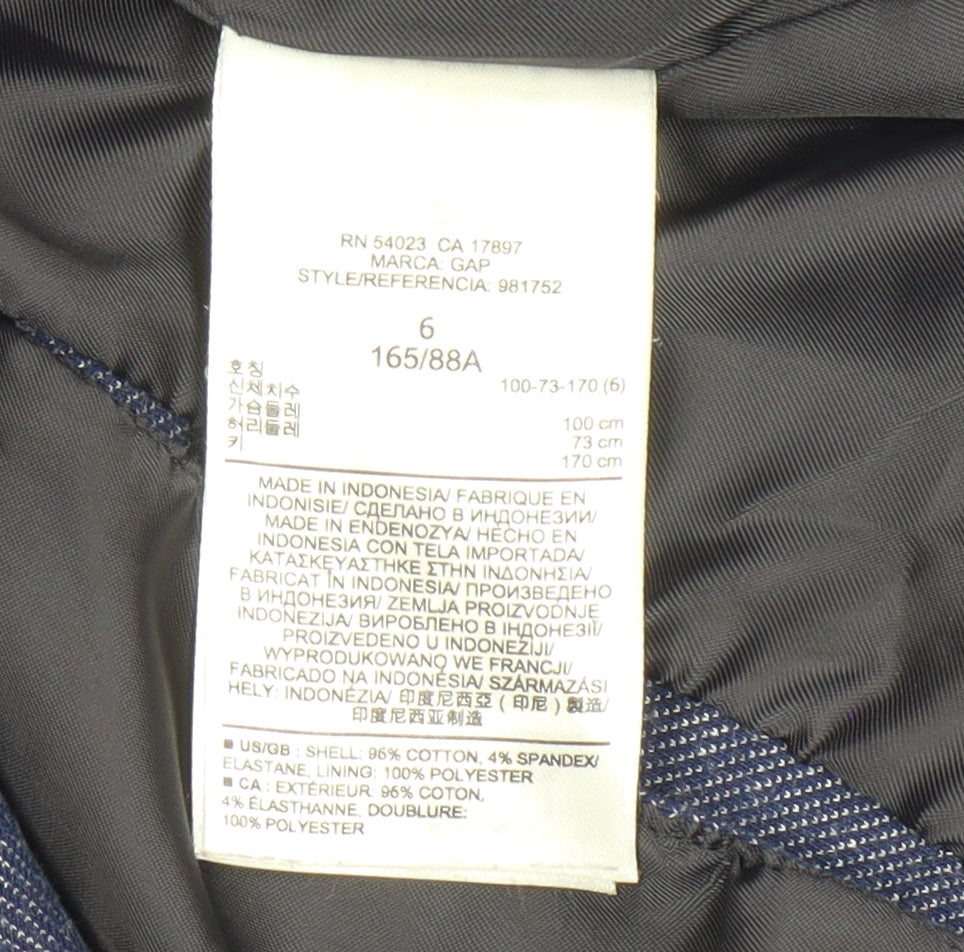 RN 54023 CA 17897
MARCA: GAP
STYLE/REFERENCIA: 981752
6
165/88A
호칭
100-73-170 (6)
신체치수
가슴둘레 100 cm
허리둘레 73 cm
키 170 cm
MADE IN INDONESIA/ FABRIQUE EN
INDONISIE/ СДЕЛАНО В ИНДОНЕЗИИ/
MADE IN ENDENOZYA/ HECHO EN
INDONESIA CON TELA IMPORTADA/
ΚΑΤΑΣΚΕΥΑΣΤΗΚΕ ΣΤΗΝ ΙΝΔΟΝΗΣΙΑ/
FABRICAT ÎN INDONESIA/ ПРОИЗВЕДЕНО
В ИНДОНЕЗИЯ/ ZEMLJA PROIZVODNJE
INDONEZIJA/ ВИРОБЛЕНО В ІНДОНЕЗІЇ/
PROIZVEDENO U INDONEZIJI/
WYPRODUKOWANO WE FRANCJI/
FABRICADO NA INDONÉSIA/ SZÁRMAZÁSI
HELY: INDONÉZIA/ 印度尼西亞 ( 印尼 ) 製造/
印度尼西亚制造
■ US/GB : SHELL: 96% COTTON, 4% SPANDEX/
ELASTANE, LINING: 100% POLYESTER
■ CA : EXTÉRIEUR: 96% COTON,
4% ÉLASTHANNE, DOUBLURE:
100% POLYESTER